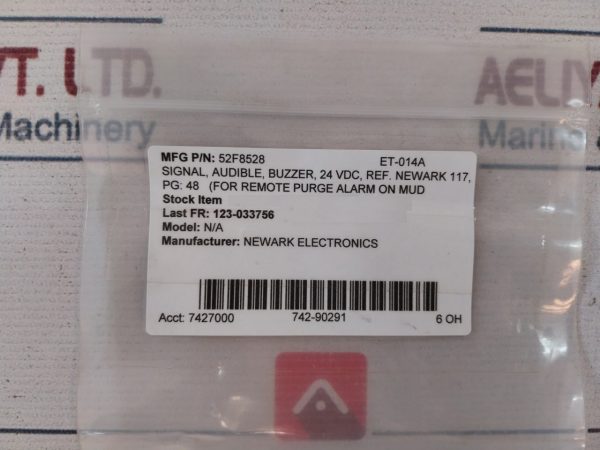 VT. LTD.
AELIY
Machinery
Marine
MFG P/N: 52F8528 ET-014A
SIGNAL, AUDIBLE, BUZZER, 24 VDC, REF. NEWARK 117,
PG: 48 (FOR REMOTE PURGE ALARM ON MUD
Stock Item
Last FR: 123-033756
Model: N/A
Manufacturer: NEWARK ELECTRONICS
Acct: 7427000 742-90291 6 OH